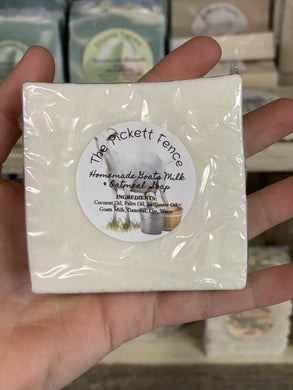 The Pickett Fence
Homemade Goats Milk
• Oatmeal Soap
INGREDIENTS:
Coconut Oil, Palm Oil, Safflower Oil,
Goats Milk, Oatmeal, Lye, Water